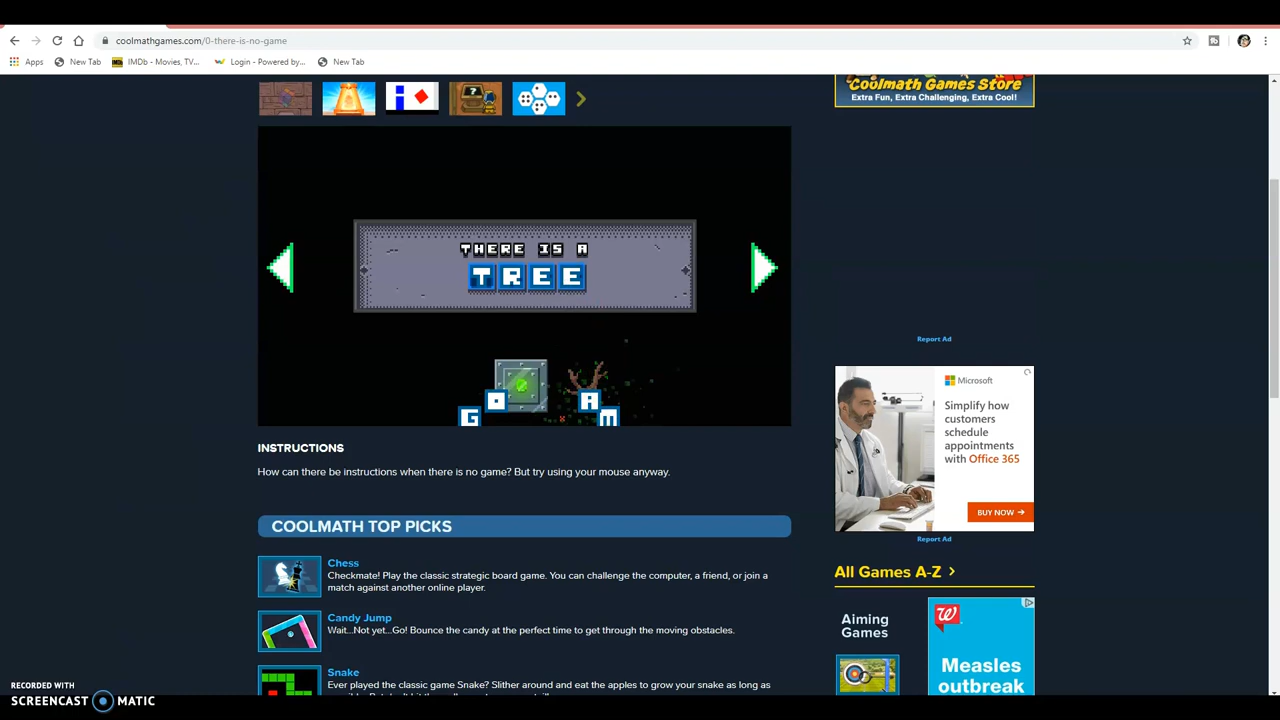 coolmathgames.com/0-there-is-no-game
Apps New Tab IMDb - Movies, TV... Login - Powered by... New Tab
Coolmath Games Store
Extra Fun, Extra Challenging, Extra Cool!
?
i
THERE IS A
TREE
O A
G M
Report Ad
Microsoft
Simplify how
customers
schedule
appointments
with Office 365
BUY NOW →
Report Ad
INSTRUCTIONS
How can there be instructions when there is no game? But try using your mouse anyway.
COOLMATH TOP PICKS
Chess
Checkmate! Play the classic strategic board game. You can challenge the computer, a friend, or join a
match against another online player.
Candy Jump
Wait...Not yet...Go! Bounce the candy at the perfect time to get through the moving obstacles.
Snake
Ever played the classic game Snake? Slither around and eat the apples to grow your snake as long as
All Games A-Z >
Aiming
Games
W
Measles
outbreak
RECORDED WITH
SCREENCAST MATIC